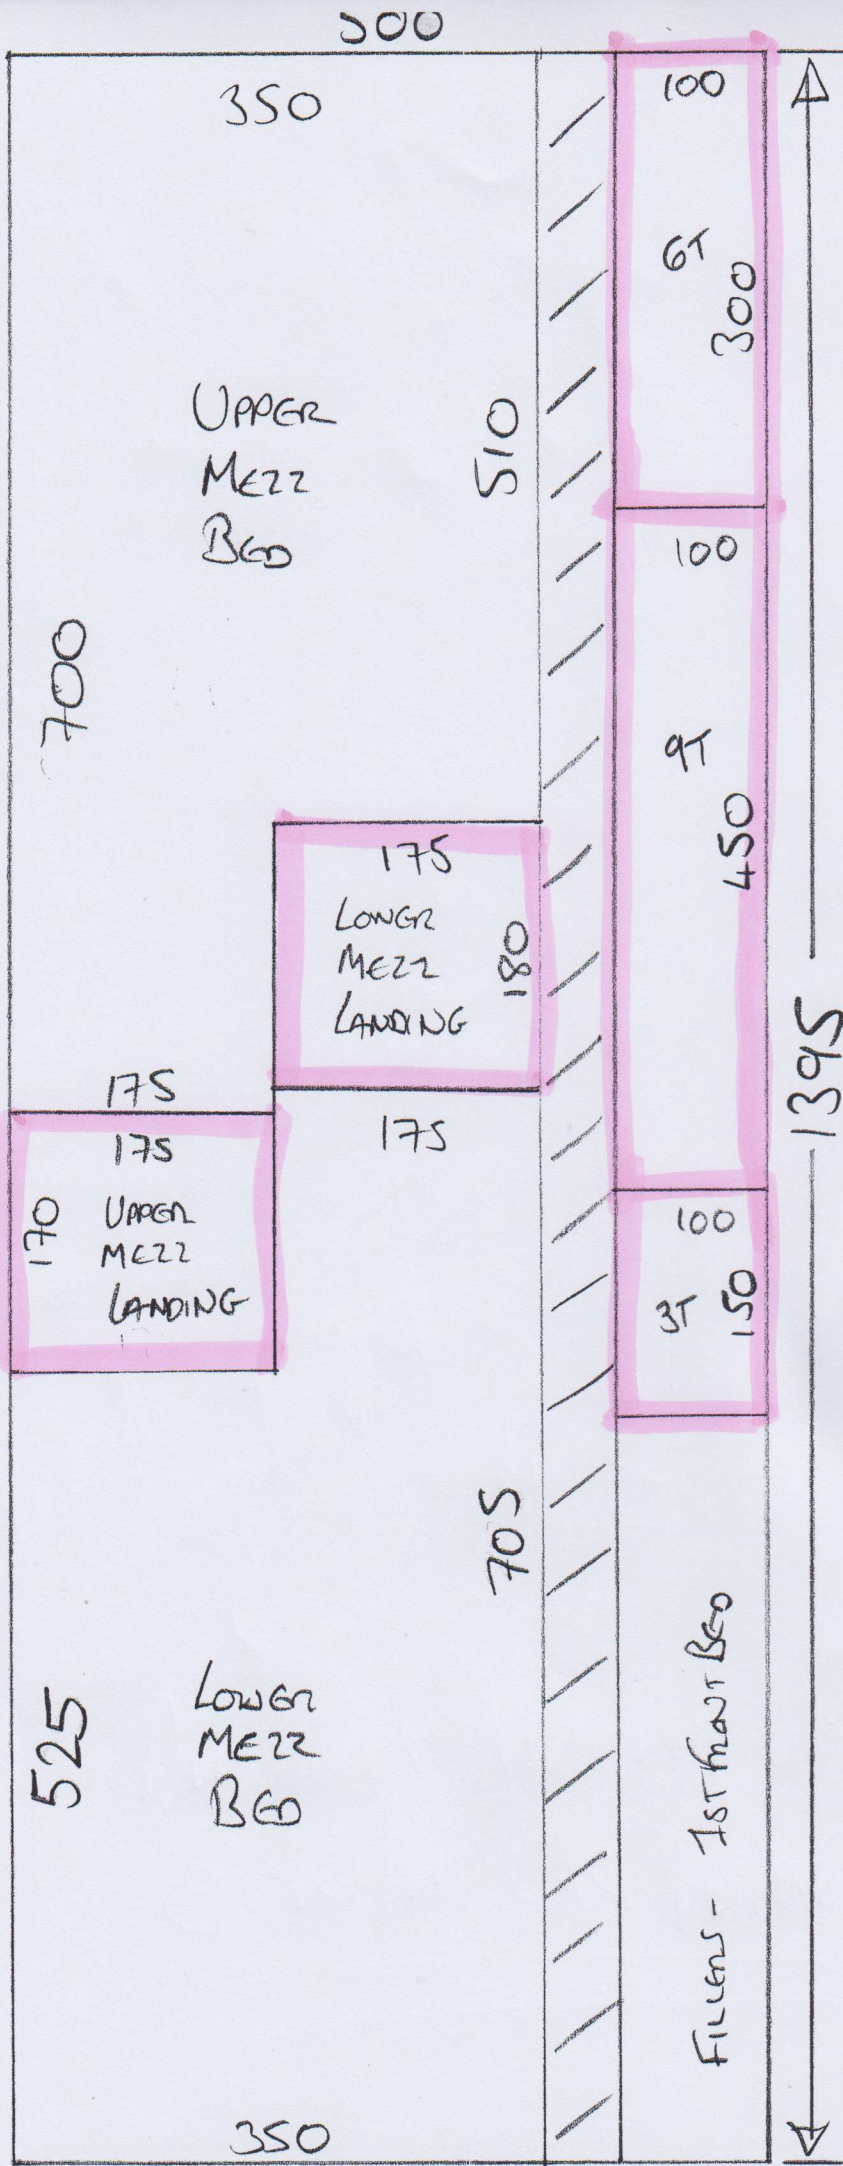 500
350
100
6T
300
UPPER
MEZZ
BED
510
100
700
9T
450
175
LOWER
MEZZ
LANDING
180
1395
175
175
175
UPPER
MEZZ
LANDING
170
100
3T
150
705
LOWER
MEZZ
BED
525
FILLERS - 1ST FRONT BED
350